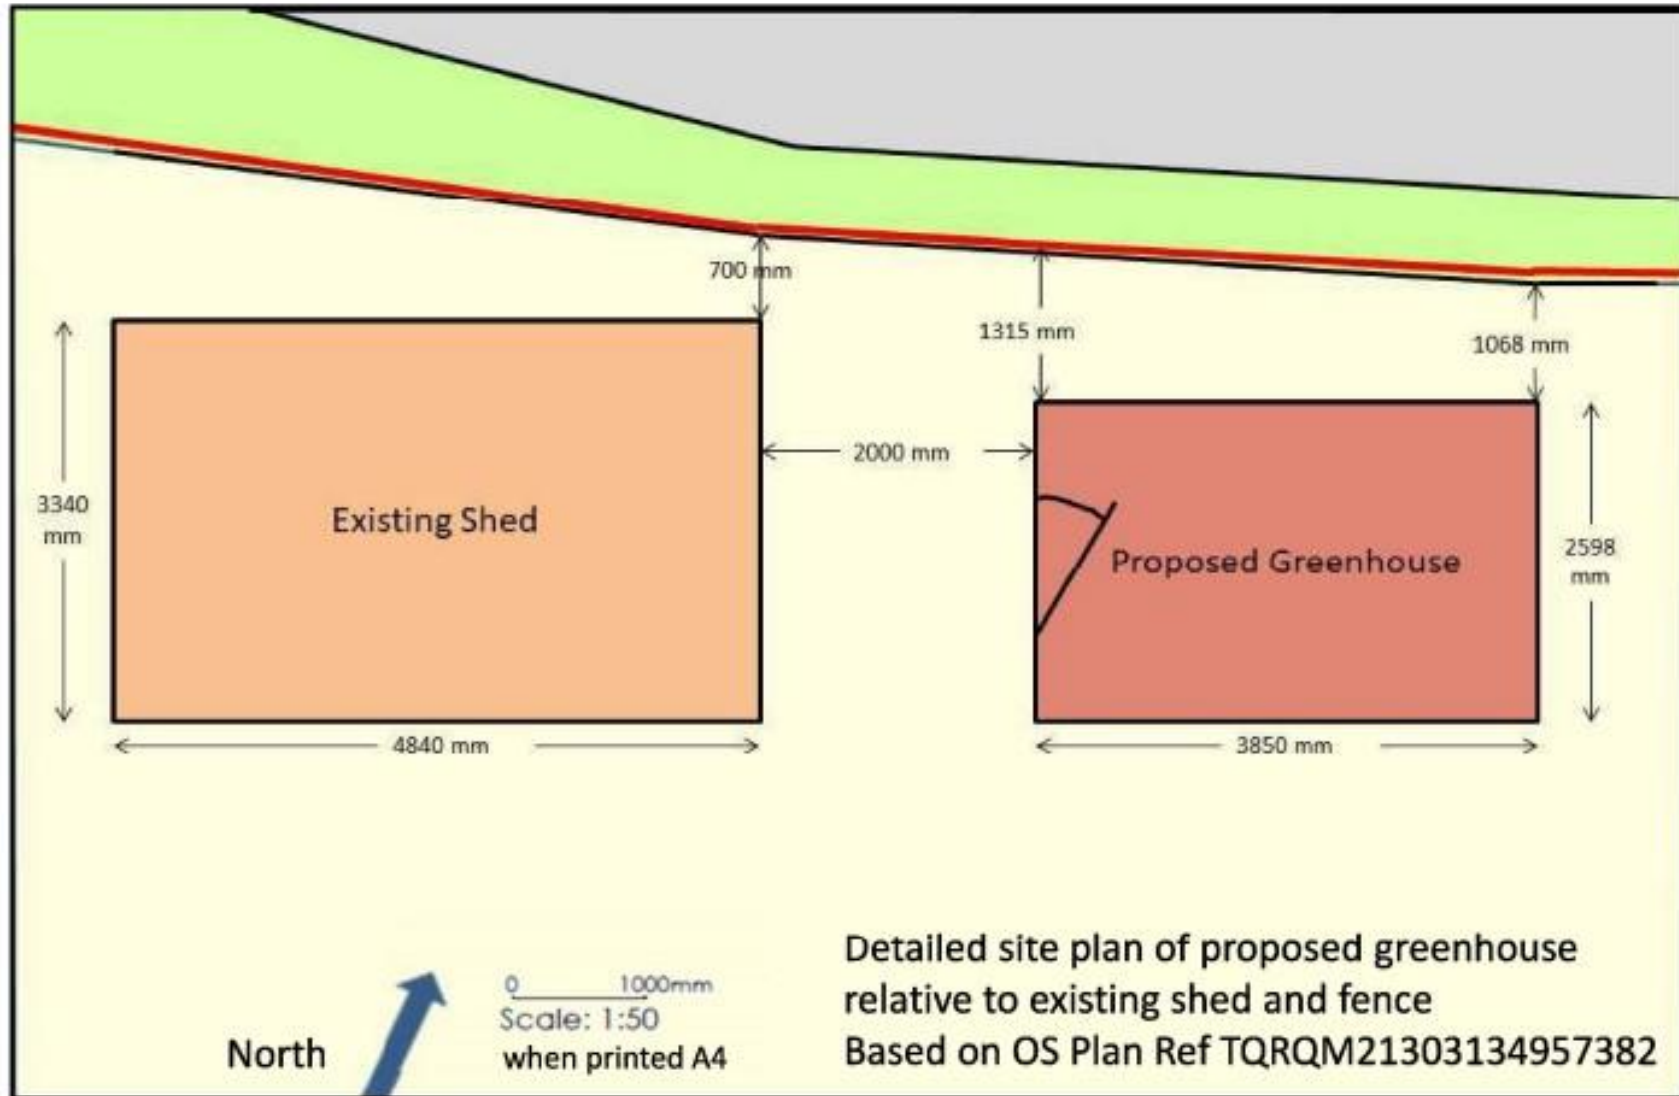 700 mm
1315 mm
1068 mm
2000 mm
3340
mm
Existing Shed
Proposed Greenhouse
2598
mm
4840 mm
3850 mm
North
0 1000mm
Scale: 1:50
when printed A4
Detailed site plan of proposed greenhouse
relative to existing shed and fence
Based on OS Plan Ref TQRQM21303134957382